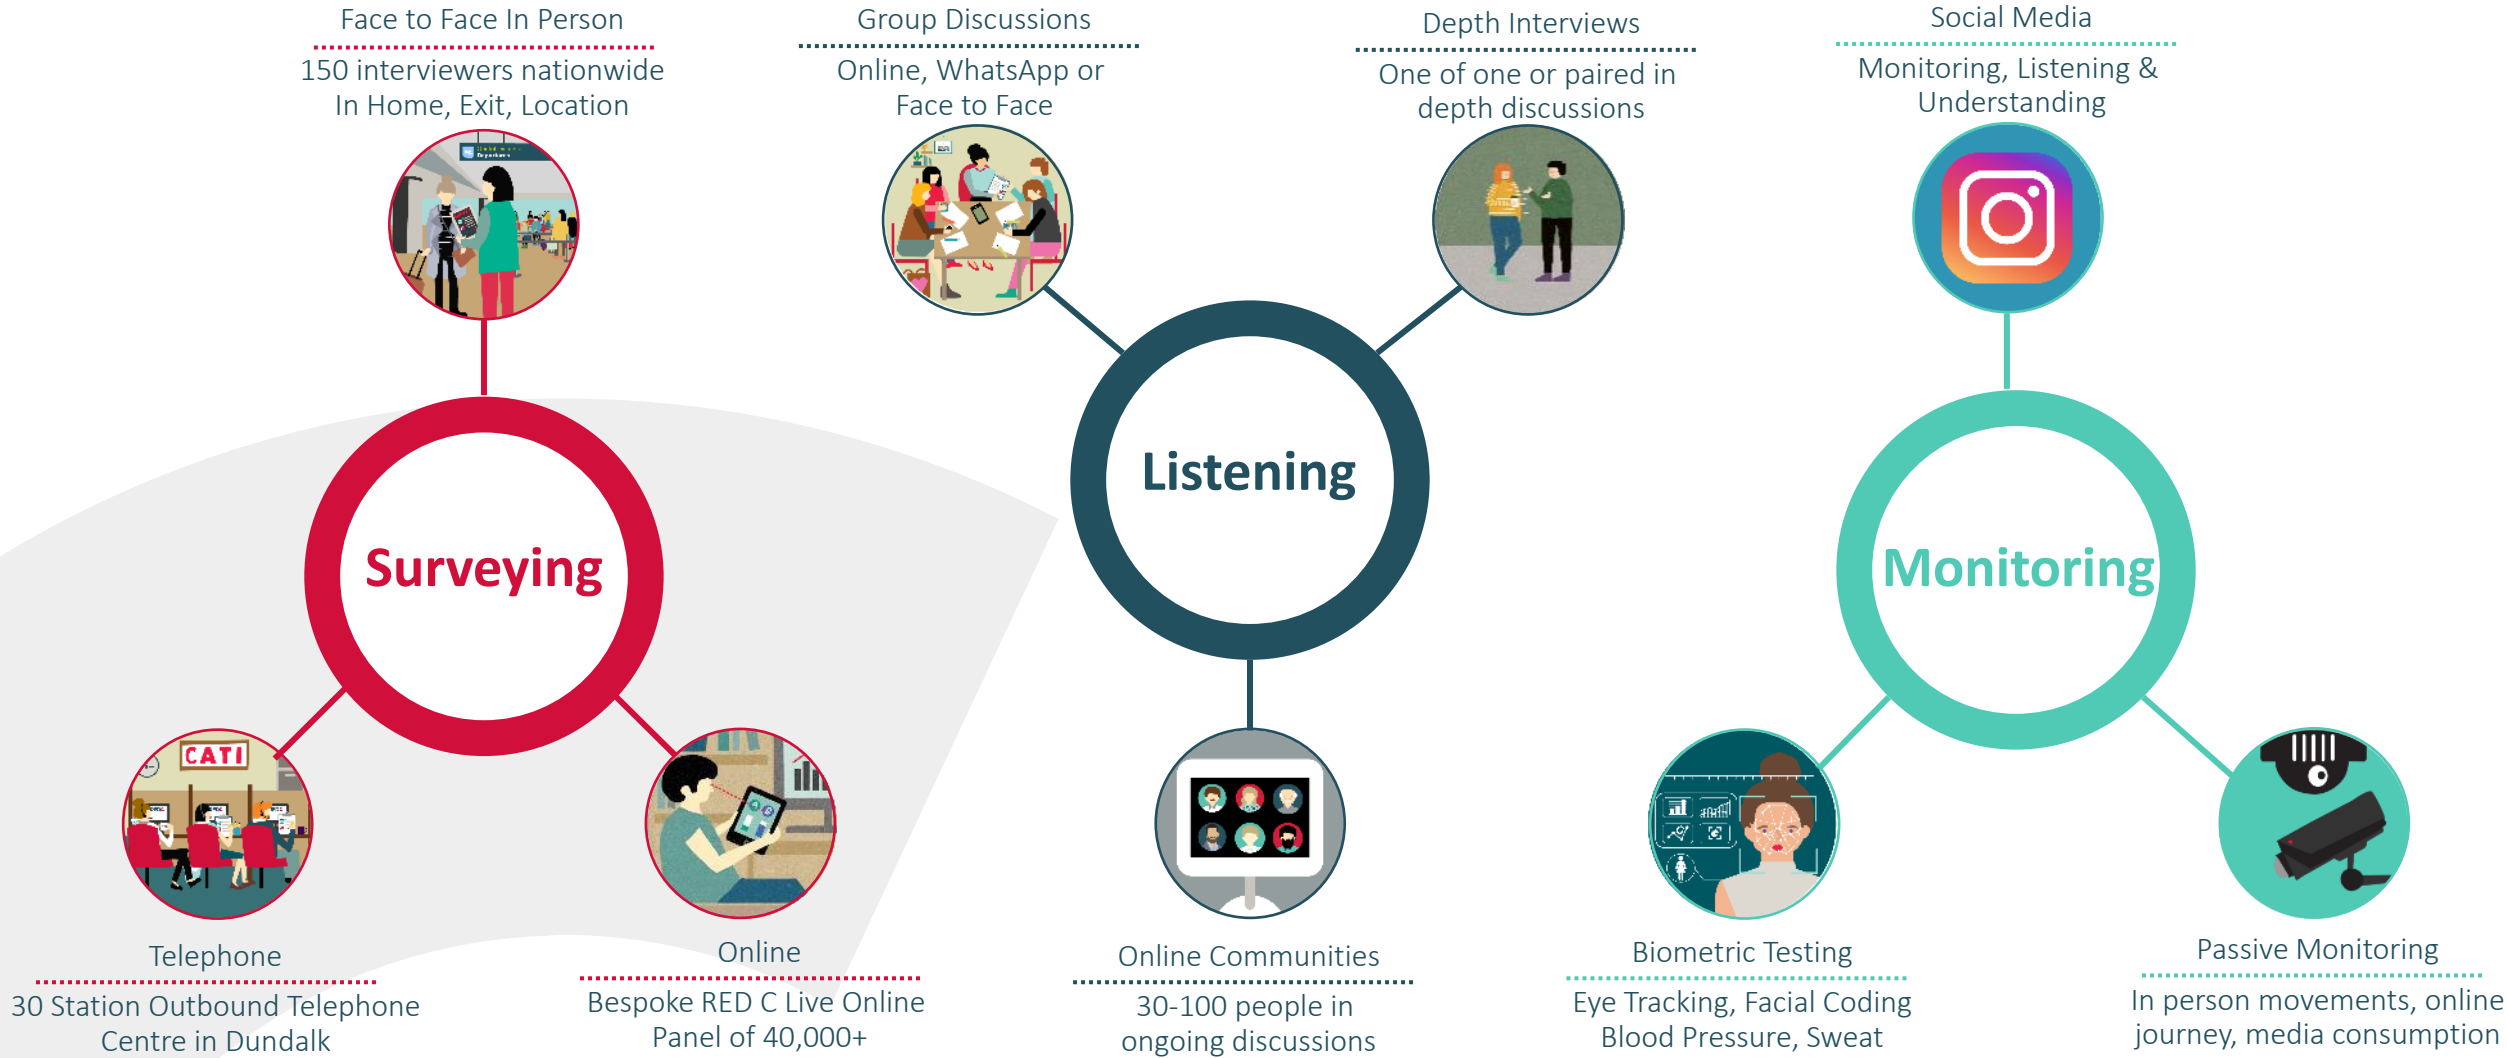 Face to Face In Person
150 interviewers nationwide
In Home, Exit, Location
Group Discussions
Online, WhatsApp or
Face to Face
Depth Interviews
One of one or paired in
depth discussions
Social Media
Monitoring, Listening &
Understanding
Surveying
Listening
Monitoring
CATI
Telephone
30 Station Outbound Telephone
Centre in Dundalk
Online
Bespoke RED C Live Online
Panel of 40,000+
Online Communities
30-100 people in
ongoing discussions
Biometric Testing
Eye Tracking, Facial Coding
Blood Pressure, Sweat
Passive Monitoring
In person movements, online
journey, media consumption